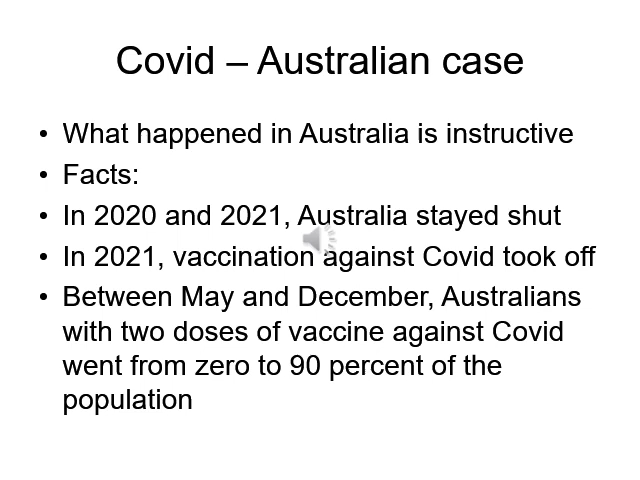 Covid – Australian case
• What happened in Australia is instructive
• Facts:
• In 2020 and 2021, Australia stayed shut
• In 2021, vaccination against Covid took off
• Between May and December, Australians
with two doses of vaccine against Covid
went from zero to 90 percent of the
population